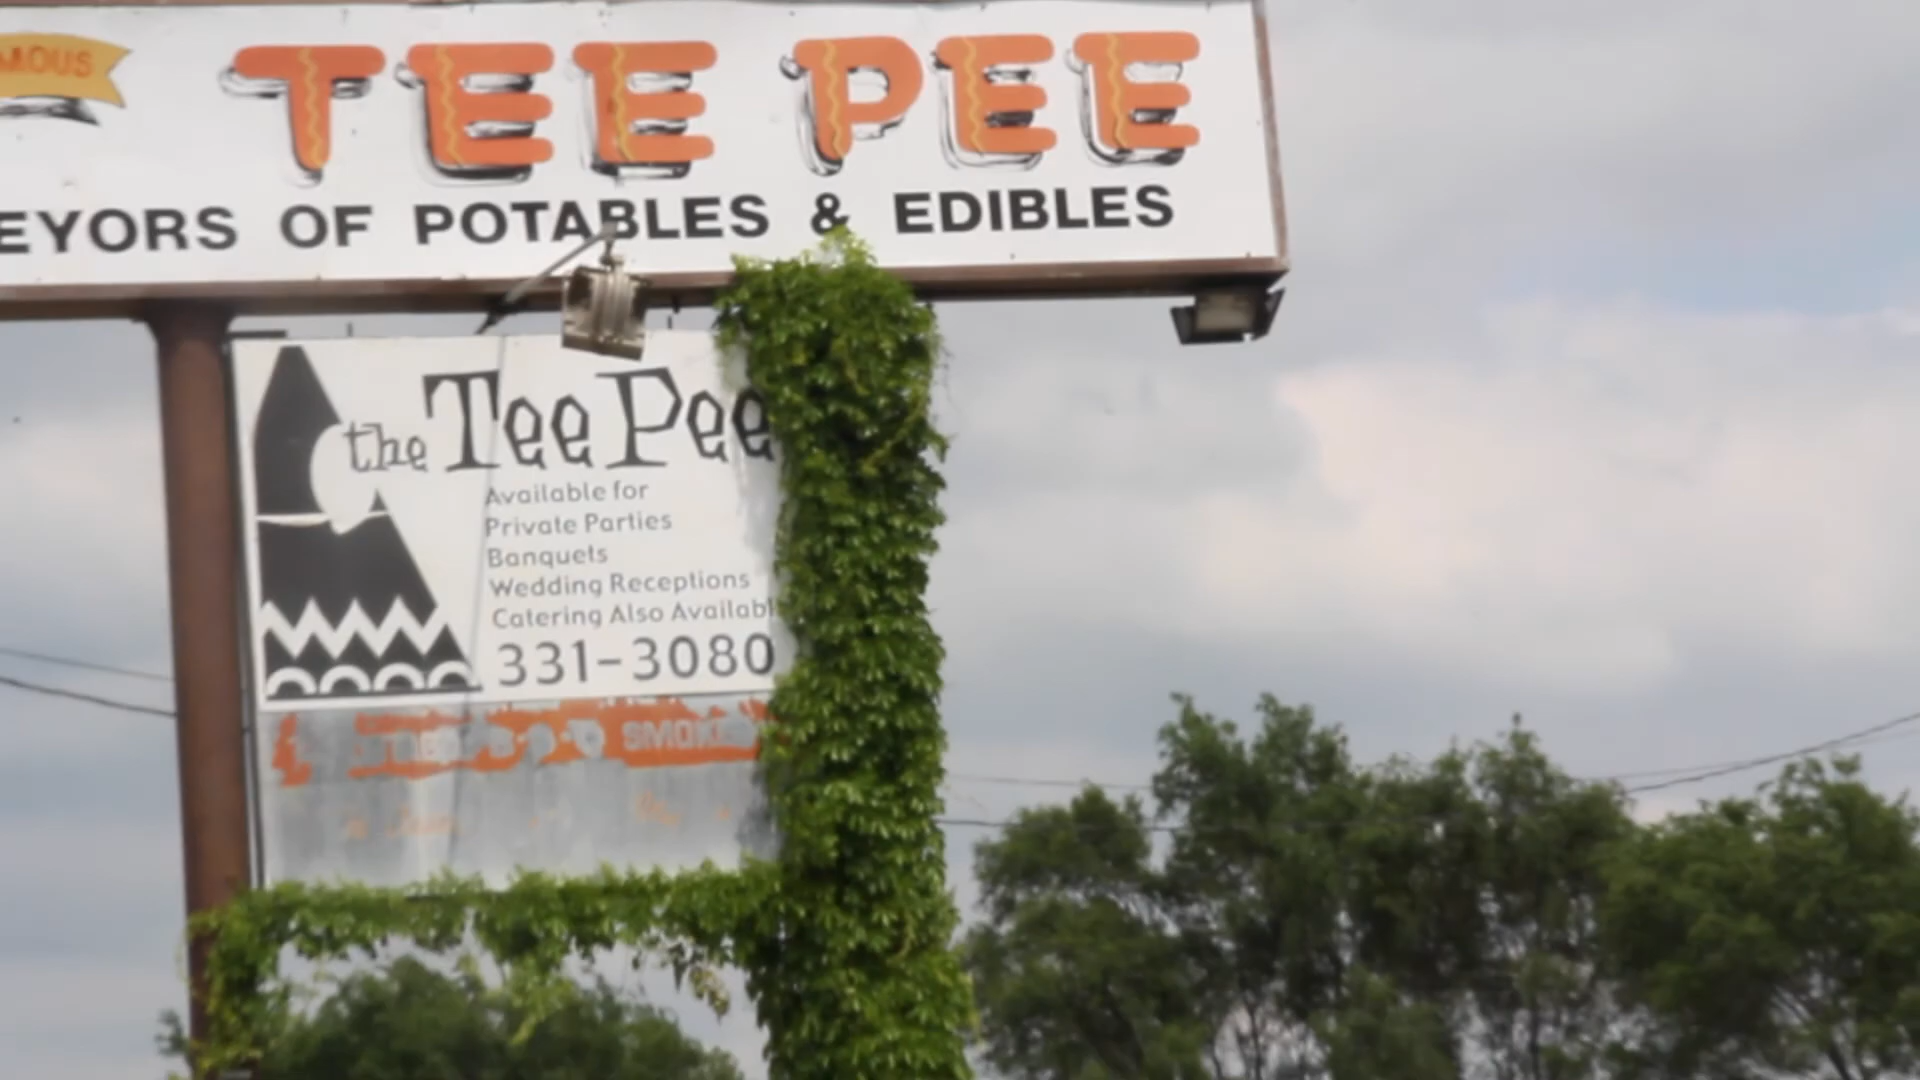 MOUS
TEE PEE
EYORS OF POTABLES & EDIBLES
the Tee Pee
Available for
Private Parties
Banquets
Wedding Receptions
Catering Also Availabl
331-3080
SMOK